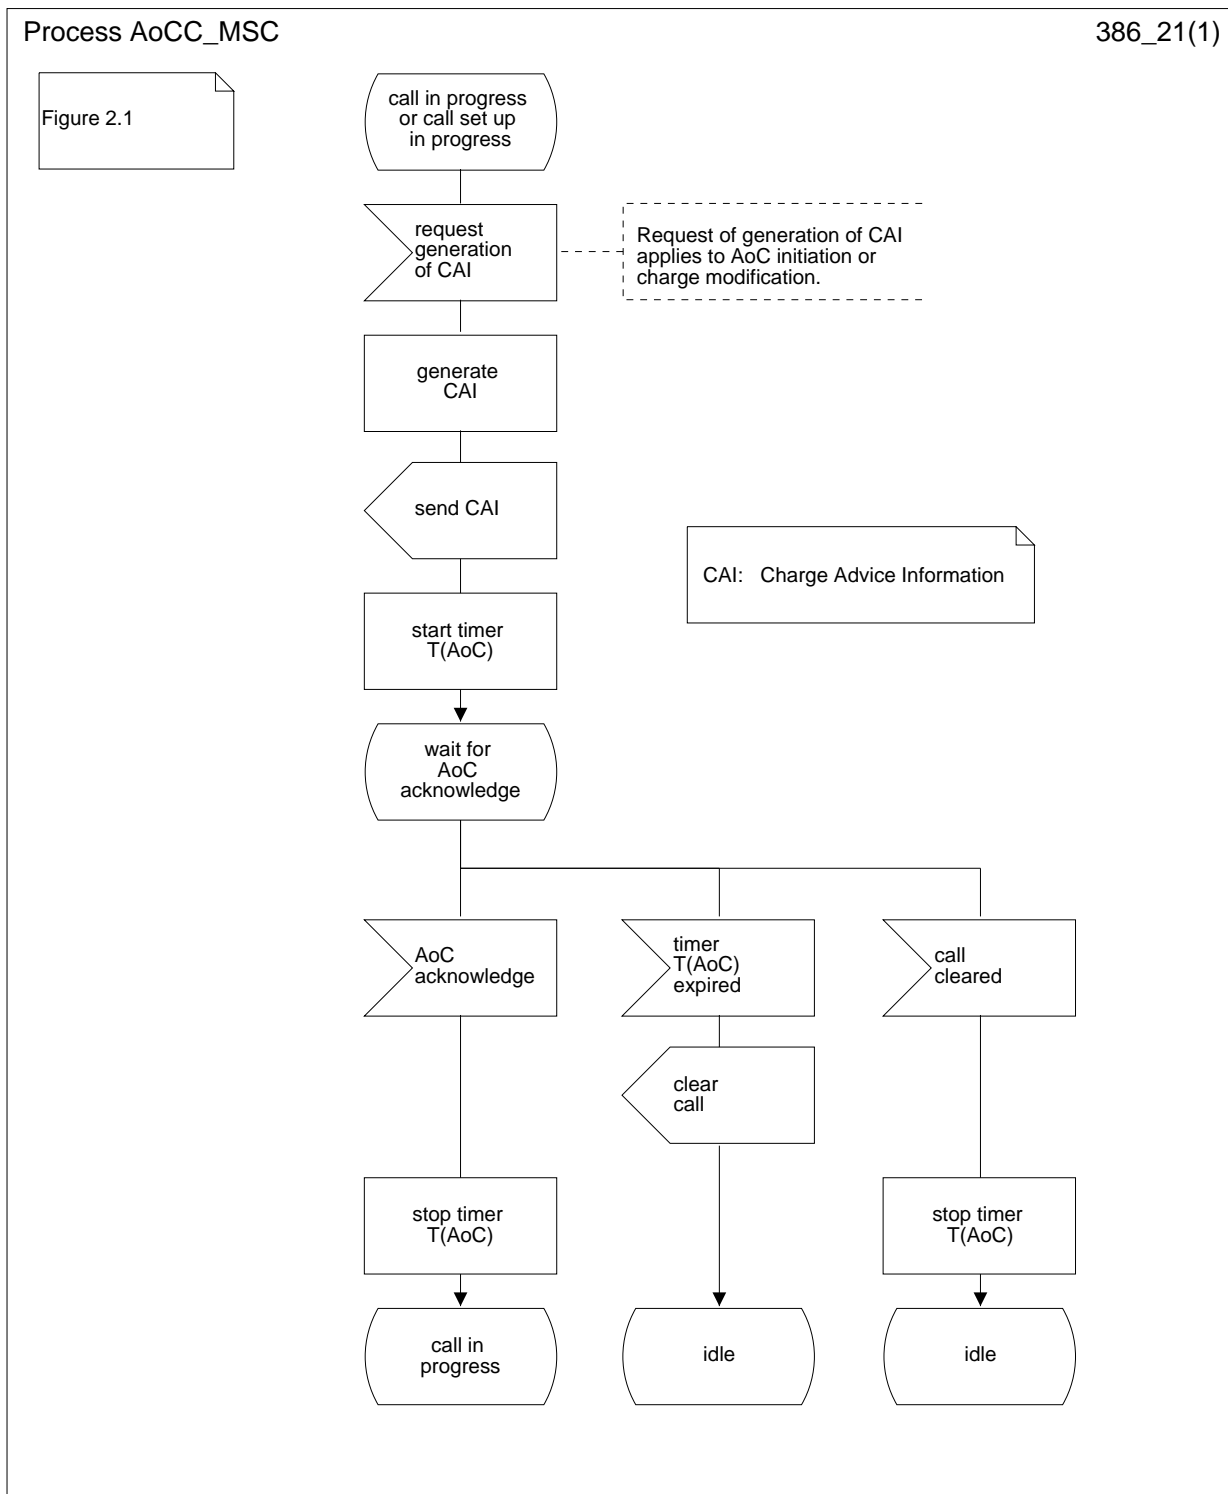 Process AoCC_MSC
386_21(1)
Figure 2.1
call in progress
or call set up
in progress
request
generation
of CAI
Request of generation of CAI
applies to AoC initiation or
charge modification.
generate
CAI
send CAI
CAI:   Charge Advice Information
start timer
T(AoC)
wait for
AoC
acknowledge
AoC
acknowledge
timer
T(AoC)
expired
call
cleared
clear
call
stop timer
T(AoC)
stop timer
T(AoC)
call in
progress
idle
idle